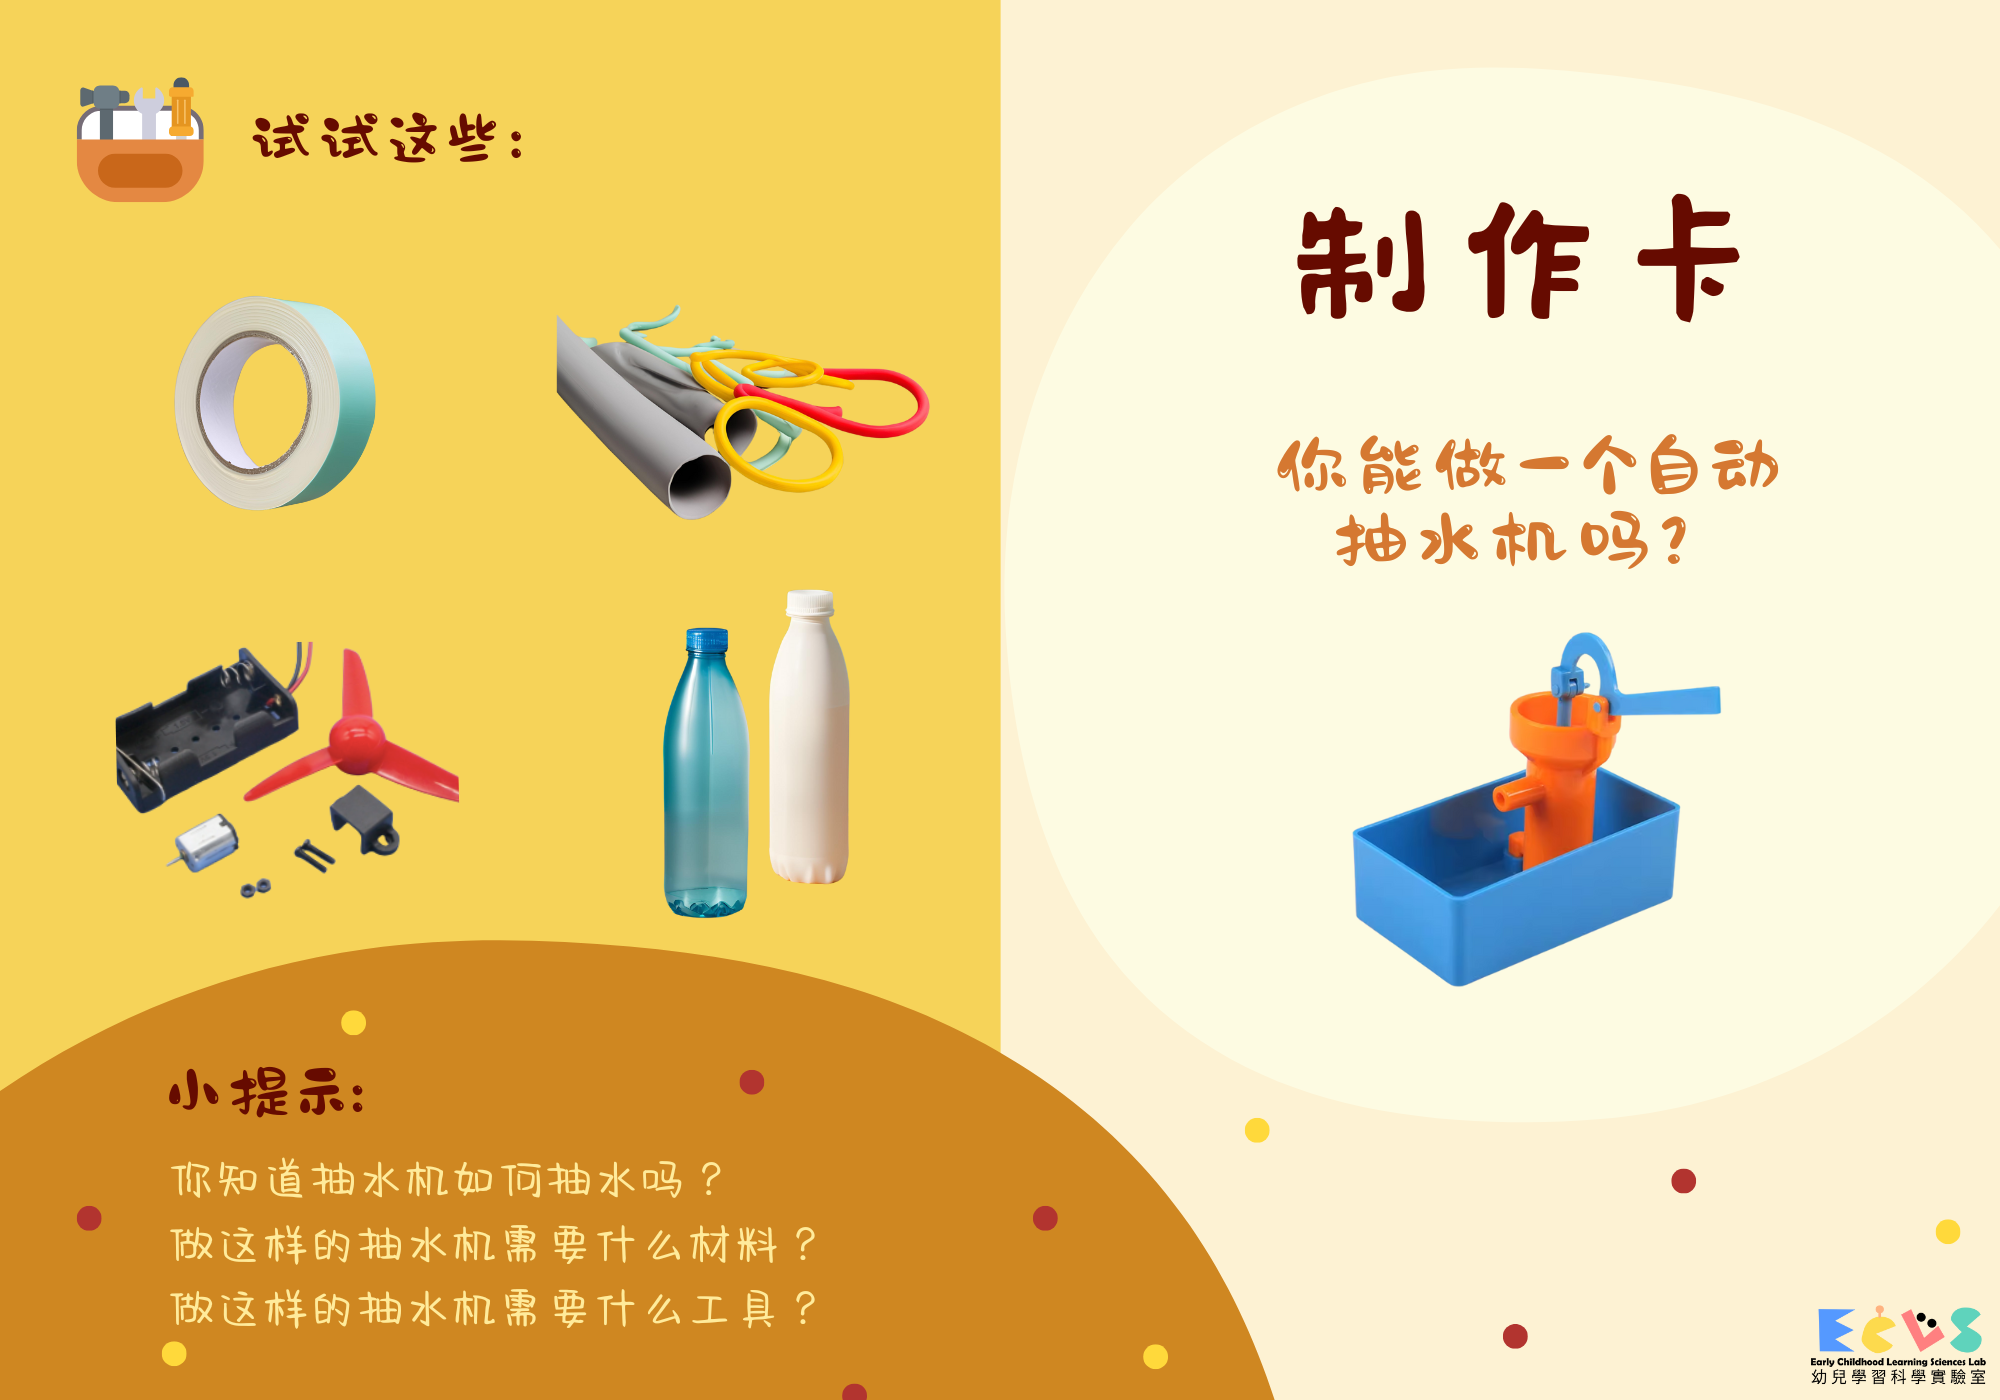 试试这些：
小提示：
你知道抽水机如何抽水吗？
做这样的抽水机需要什么材料？
做这样的抽水机需要什么工具？
制作卡
你能做一个自动
抽水机吗？
ECLS
Early Childhood Learning Sciences Lab
幼兒學習科學實驗室